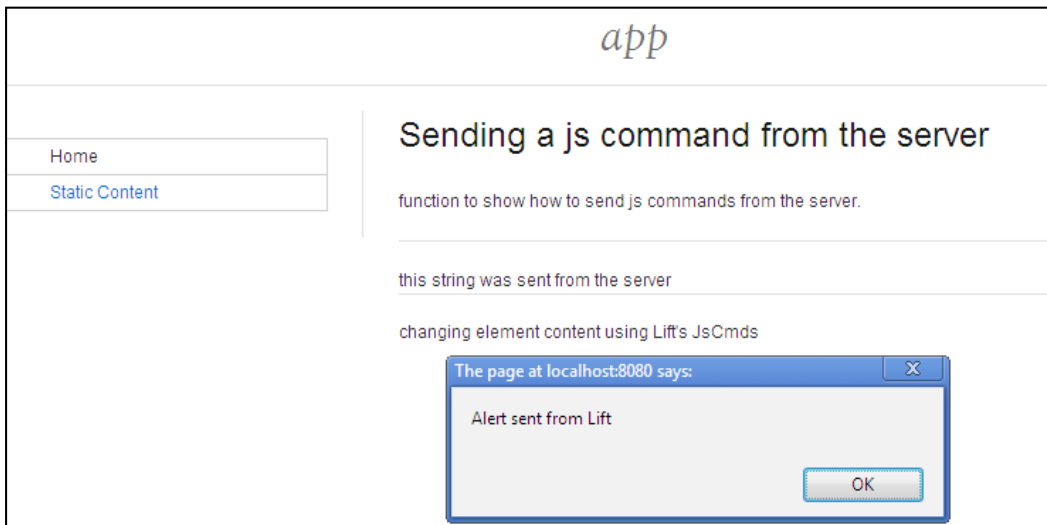 app
Home
Static Content
Sending a js command from the server
function to show how to send js commands from the server.
this string was sent from the server
changing element content using Lift's JsCmds
The page at localhost:8080 says:
X
Alert sent from Lift
OK